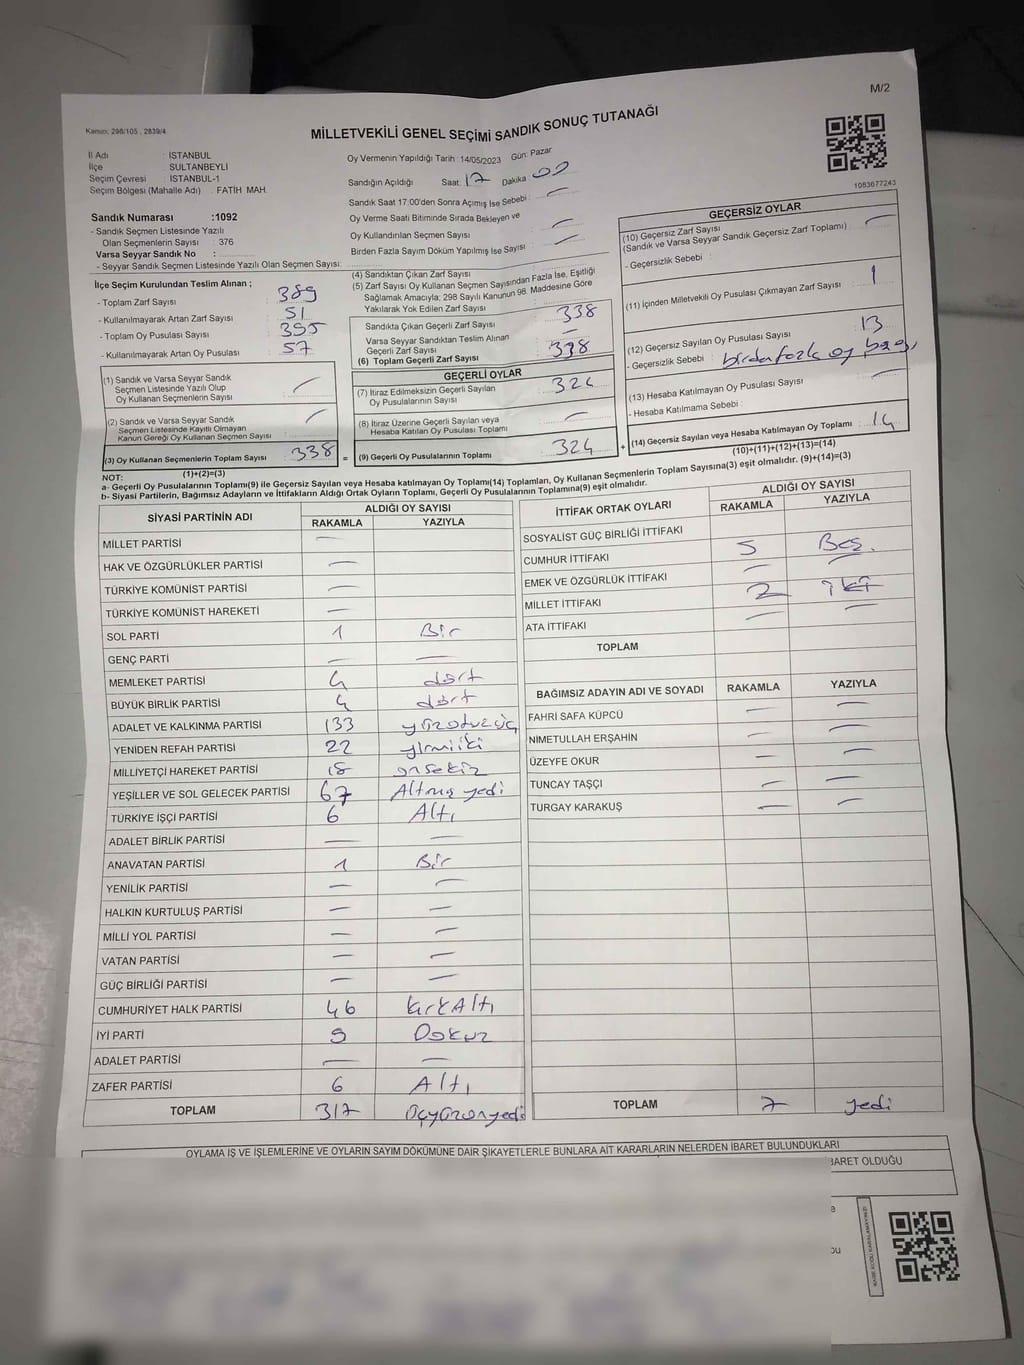 M/2
Kanun: 298/105 , 2839/4
MİLLETVEKİLİ GENEL SEÇİMİ SANDIK SONUÇ TUTANAĞI
İl Adı : İSTANBUL
İlçe : SULTANBEYLİ
Seçim Çevresi : İSTANBUL-1
Seçim Bölgesi (Mahalle Adı) : FATİH MAH.
Oy Vermenin Yapıldığı Tarih : 14/05/2023 Gün: Pazar
Sandığın Açıldığı Saat: 17 Dakika : 00
Sandık Saat 17.00'den Sonra Açımış İse Sebebi : —
Oy Verme Saati Bitiminde Sırada Bekleyen ve
Oy Kullandırılan Seçmen Sayısı : —
Birden Fazla Sayım Döküm Yapılmış İse Sayısı : —
1083677243
Sandık Numarası :1092
- Sandık Seçmen Listesinde Yazılı
Olan Seçmenlerin Sayısı : 376
Varsa Seyyar Sandık No :
- Seyyar Sandık Seçmen Listesinde Yazılı Olan Seçmen Sayısı:
İlçe Seçim Kurulundan Teslim Alınan ;
- Toplam Zarf Sayısı : 389
- Kullanılmayarak Artan Zarf Sayısı : 51
- Toplam Oy Pusulası Sayısı : 395
- Kullanılmayarak Artan Oy Pusulası : 57
(1) Sandık ve Varsa Seyyar Sandık
Seçmen Listesinde Yazılı Olup
Oy Kullanan Seçmenlerin Sayısı : —
(2) Sandık ve Varsa Seyyar Sandık
Seçmen Listesinde Kayıtlı Olmayan
Kanun Gereği Oy Kullanan Seçmen Sayısı : —
(3) Oy Kullanan Seçmenlerin Toplam Sayısı : 338
(1)+(2)=(3)
(4) Sandıktan Çıkan Zarf Sayısı :
(5) Zarf Sayısı Oy Kullanan Seçmen Sayısından Fazla İse, Eşitliği
Sağlamak Amacıyla; 298 Sayılı Kanunun 98. Maddesine Göre
Yakılarak Yok Edilen Zarf Sayısı :
Sandıkta Çıkan Geçerli Zarf Sayısı : 338
Varsa Seyyar Sandıktan Teslim Alınan
Geçerli Zarf Sayısı : —
(6) Toplam Geçerli Zarf Sayısı : 338
GEÇERLİ OYLAR
(7) İtiraz Edilmeksizin Geçerli Sayılan
Oy Pusulalarının Sayısı : 324
(8) İtiraz Üzerine Geçerli Sayılan veya
Hesaba Katılan Oy Pusulası Toplamı : —
= (9) Geçerli Oy Pusulalarının Toplamı : 324 +
GEÇERSİZ OYLAR
(10) Geçersiz Zarf Sayısı
(Sandık ve Varsa Seyyar Sandık Geçersiz Zarf Toplamı) : —
- Geçersizlik Sebebi :
(11) İçinden Milletvekili Oy Pusulası Çıkmayan Zarf Sayısı : 1
(12) Geçersiz Sayılan Oy Pusulası Sayısı : 13
- Geçersizlik Sebebi : birden fazla oy
(13) Hesaba Katılmayan Oy Pusulası Sayısı : —
- Hesaba Katılmama Sebebi :
(14) Geçersiz Sayılan veya Hesaba Katılmayan Oy Toplamı : 14
(10)+(11)+(12)+(13)=(14)
NOT:
a- Geçerli Oy Pusulalarının Toplamı(9) ile Geçersiz Sayılan veya Hesaba katılmayan Oy Toplamı(14) Toplamları, Oy Kullanan Seçmenlerin Toplam Sayısına(3) eşit olmalıdır. (9)+(14)=(3)
b- Siyasi Partilerin, Bağımsız Adayların ve İttifakların Aldığı Ortak Oyların Toplamı, Geçerli Oy Pusulalarının Toplamına(9) eşit olmalıdır.
SİYASİ PARTİNİN ADI ALDIĞI OY SAYISI
RAKAMLA YAZIYLA
MİLLET PARTİSİ —
HAK VE ÖZGÜRLÜKLER PARTİSİ —
TÜRKİYE KOMÜNİST PARTİSİ —
TÜRKİYE KOMÜNİST HAREKETİ —
SOL PARTİ 1 Bir
GENÇ PARTİ — —
MEMLEKET PARTİSİ 4 dört
BÜYÜK BİRLİK PARTİSİ 4 dört
ADALET VE KALKINMA PARTİSİ 133 yüzotuzüç
YENİDEN REFAH PARTİSİ 22 yirmiiki
MİLLİYETÇİ HAREKET PARTİSİ 18 onsekiz
YEŞİLLER VE SOL GELECEK PARTİSİ 67 Altmış yedi
TÜRKİYE İŞÇİ PARTİSİ 6 Altı
ADALET BİRLİK PARTİSİ — —
ANAVATAN PARTİSİ 1 Bir
YENİLİK PARTİSİ — —
HALKIN KURTULUŞ PARTİSİ — —
MİLLİ YOL PARTİSİ — —
VATAN PARTİSİ — —
GÜÇ BİRLİĞİ PARTİSİ — —
CUMHURİYET HALK PARTİSİ 46 kırkAltı
İYİ PARTİ 9 Dokuz
ADALET PARTİSİ — —
ZAFER PARTİSİ 6 Altı
TOPLAM 317 Üçyüzonyedi
İTTİFAK ORTAK OYLARI ALDIĞI OY SAYISI
RAKAMLA YAZIYLA
SOSYALİST GÜÇ BİRLİĞİ İTTİFAKI
CUMHUR İTTİFAKI 5 Beş.
EMEK VE ÖZGÜRLÜK İTTİFAKI — —
MİLLET İTTİFAKI 2 iki
ATA İTTİFAKI — —
TOPLAM
BAĞIMSIZ ADAYIN ADI VE SOYADI RAKAMLA YAZIYLA
FAHRİ SAFA KÜPCÜ — —
NİMETULLAH ERŞAHİN — —
ÜZEYFE OKUR — —
TUNCAY TAŞÇI — —
TURGAY KARAKUŞ — —
TOPLAM 7 yedi
OYLAMA İŞ VE İŞLEMLERİNE VE OYLARIN SAYIM DÖKÜMÜNE DAİR ŞİKAYETLERLE BUNLARA AİT KARARLARIN NELERDEN İBARET BULUNDUKLARI
BARET OLDUĞU